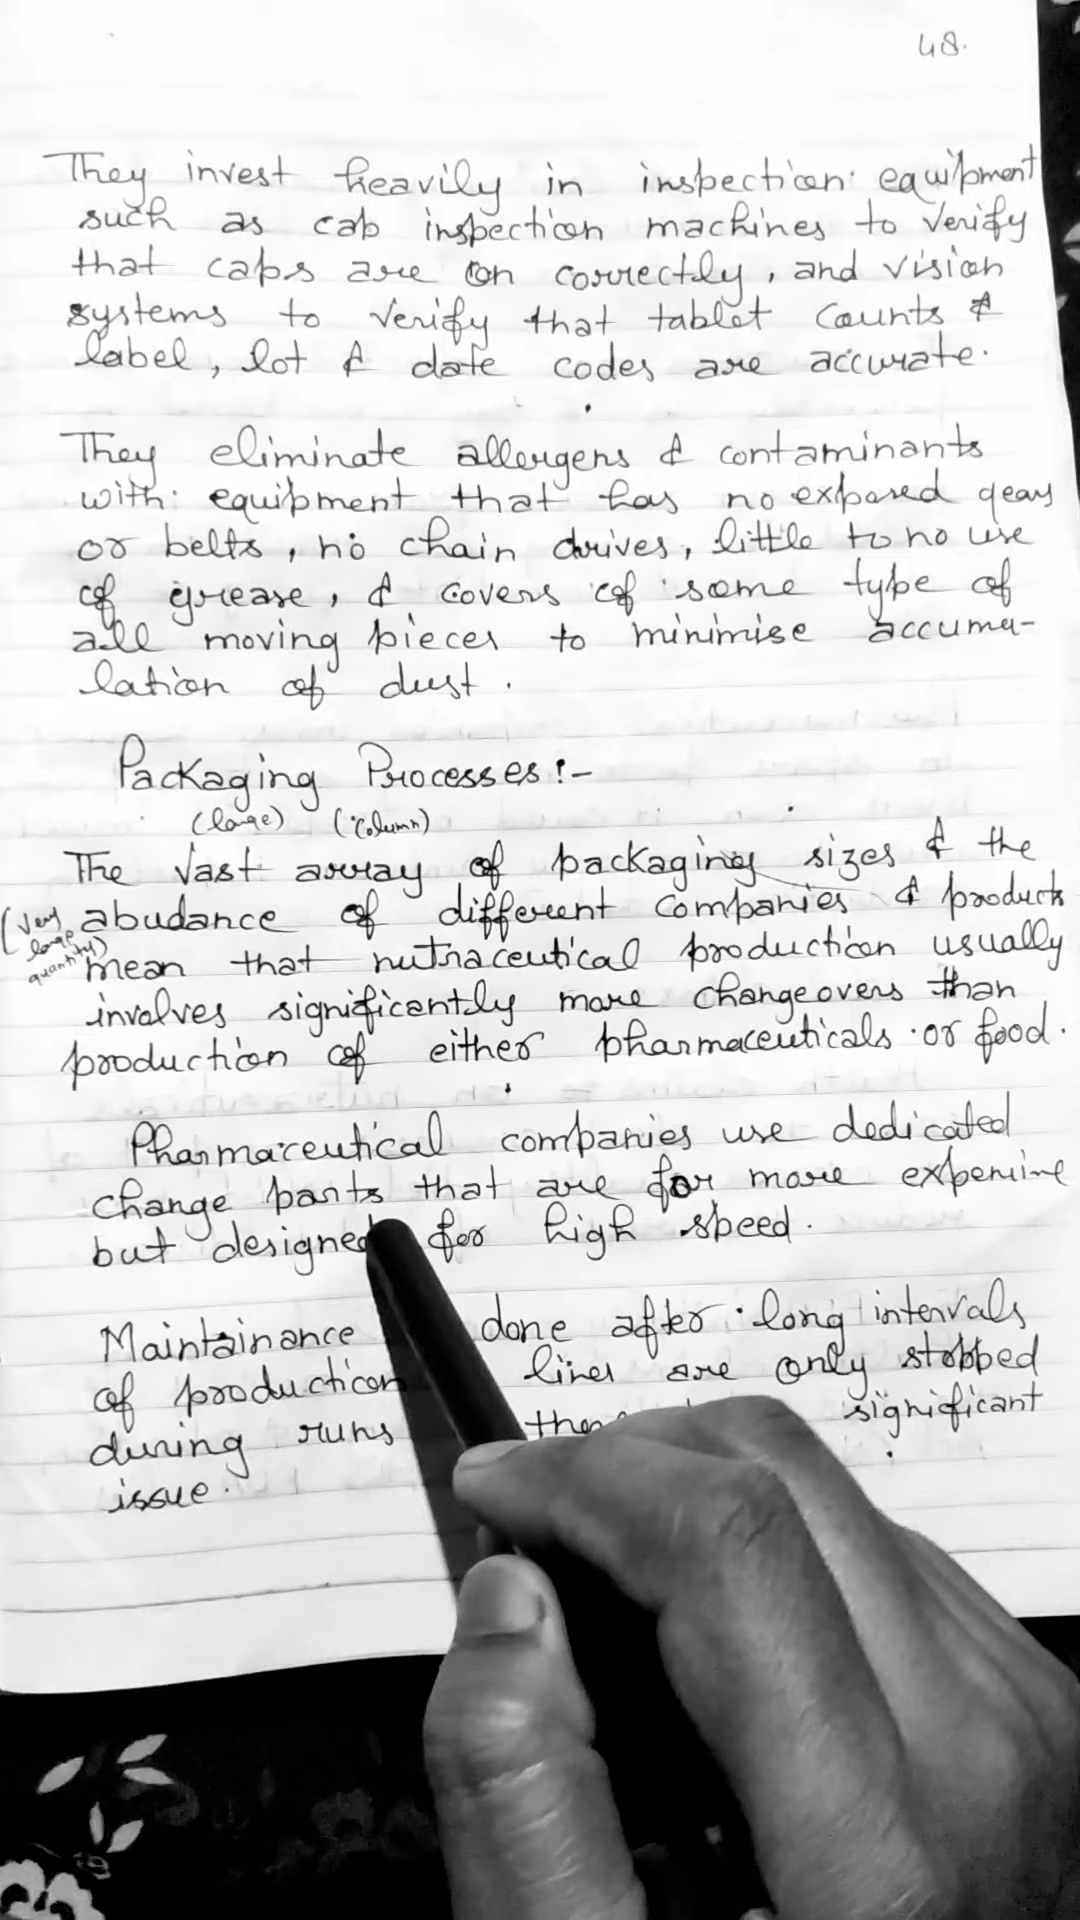 48.
They invest heavily in inspection equipment
such as cap inspection machines to verify
that caps are on correctly, and vision
systems to verify that tablet counts &
label, lot & date codes are accurate.
They eliminate allergens & contaminants
with equipment that has no exposed gears
or belts, no chain drives, little to no use
of grease, & covers of some type of
all moving pieces to minimise accumu-
lation of dust.
Packaging Processes :-
(large) (column)
The vast array of packaging sizes & the
(very large quantity) abudance of different companies & products
mean that nutraceutical production usually
involves significantly more changeovers than
production of either pharmaceuticals or food.
Pharmaceutical companies use dedicated
change parts that are far more expensive
but designed for high speed.
Maintainance done after long intervals
of production lines are only stopped
during runs significant
issue.